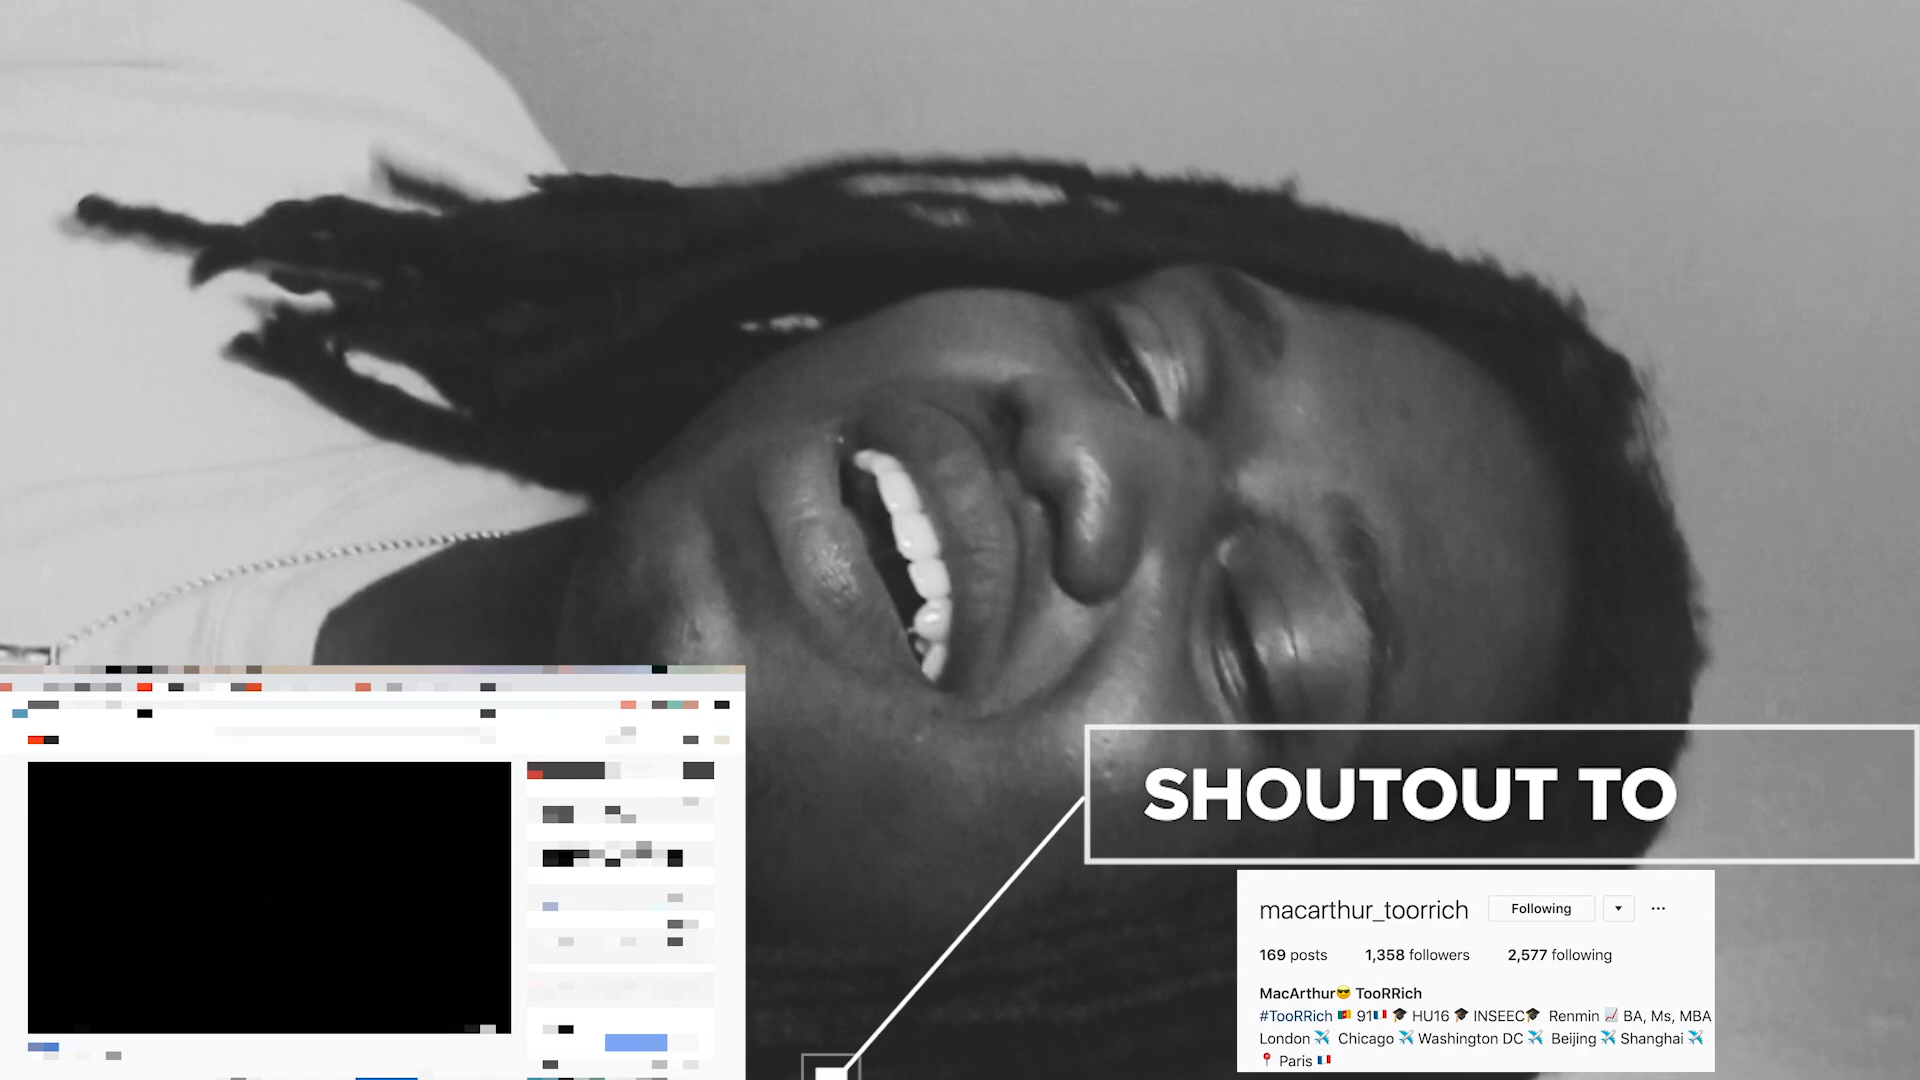 SHOUTOUT TO
macarthur_toorrich Following ▾ ···
169 posts 1,358 followers 2,577 following
MacArthur😎 TooRRich
#TooRRich 🇨🇲 91🇫🇷 🎓 HU16 🎓 INSEEC🎓 Renmin 📈 BA, Ms, MBA
London ✈️ Chicago ✈️ Washington DC ✈️ Beijing ✈️ Shanghai ✈️
📍 Paris 🇫🇷